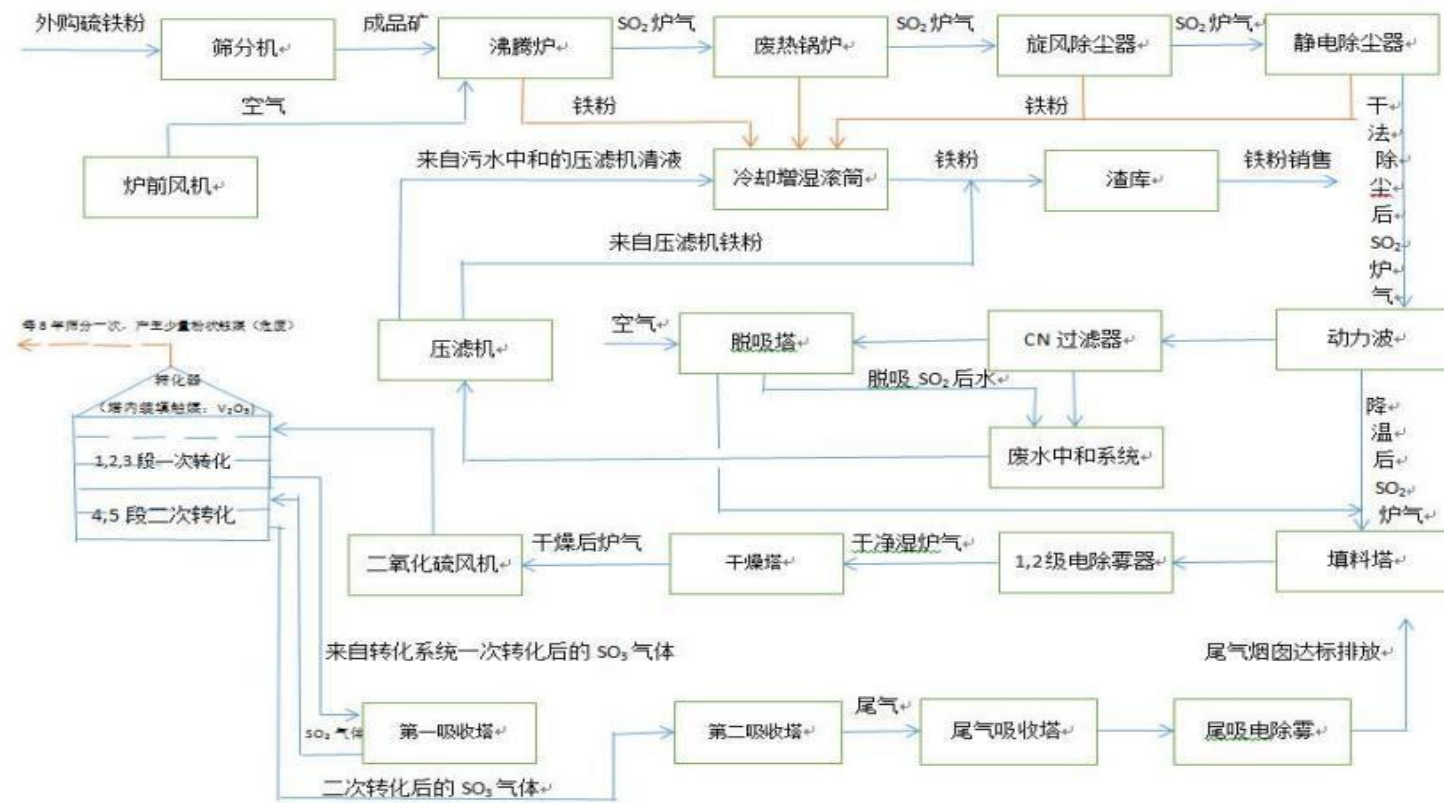 外购硫铁粉
筛分机
成品矿
沸腾炉
SO₂炉气
废热锅炉
SO₂炉气
旋风除尘器
SO₂炉气
静电除尘器
空气
铁粉
铁粉
干法除尘后SO₂炉气
炉前风机
来自污水中和的压滤机清液
冷却增湿滚筒
铁粉
渣库
铁粉销售
来自压滤机铁粉
每8年筛分一次，产生少量粉状触媒（危废）
压滤机
空气
脱吸塔
CN过滤器
动力波
脱吸SO₂后水
转化器
（塔内装填触媒：V₂O₅）
降温后SO₂炉气
1,2,3段一次转化
废水中和系统
4,5段二次转化
二氧化硫风机
干燥后炉气
干燥塔
干净湿炉气
1,2级电除雾器
填料塔
来自转化系统一次转化后的SO₃气体
尾气烟囱达标排放
SO₂气体
第一吸收塔
第二吸收塔
尾气
尾气吸收塔
尾吸电除雾
二次转化后的SO₃气体